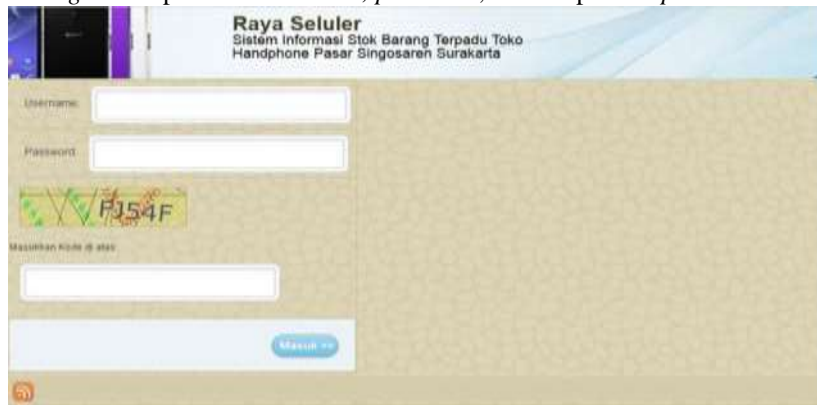 Raya Seluler
Sistem Informasi Stok Barang Terpadu Toko
Handphone Pasar Singosaren Surakarta
Username
Password
PJ54F
Masukkan Kode di atas
Masuk >>